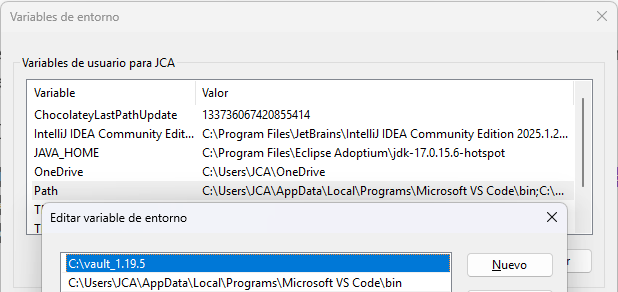 Variables de entorno
Variables de usuario para JCA
Variable Valor
ChocolateyLastPathUpdate 133736067420855414
IntelliJ IDEA Community Edit... C:\Program Files\JetBrains\IntelliJ IDEA Community Edition 2025.1.2...
JAVA_HOME C:\Program Files\Eclipse Adoptium\jdk-17.0.15.6-hotspot
OneDrive C:\Users\JCA\OneDrive
Path C:\Users\JCA\AppData\Local\Programs\Microsoft VS Code\bin;C:\...
Editar variable de entorno
C:\vault_1.19.5
Nuevo
C:\Users\JCA\AppData\Local\Programs\Microsoft VS Code\bin